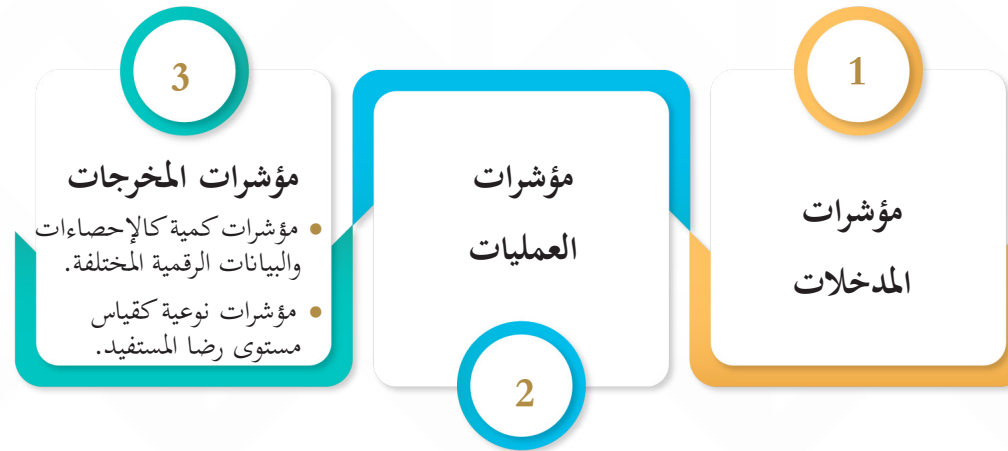 1
مؤشرات
المدخلات
مؤشرات
العمليات
2
3
مؤشرات المخرجات
• مؤشرات كمية كالإحصاءات
والبيانات الرقمية المختلفة.
• مؤشرات نوعية كقياس
مستوى رضا المستفيد.